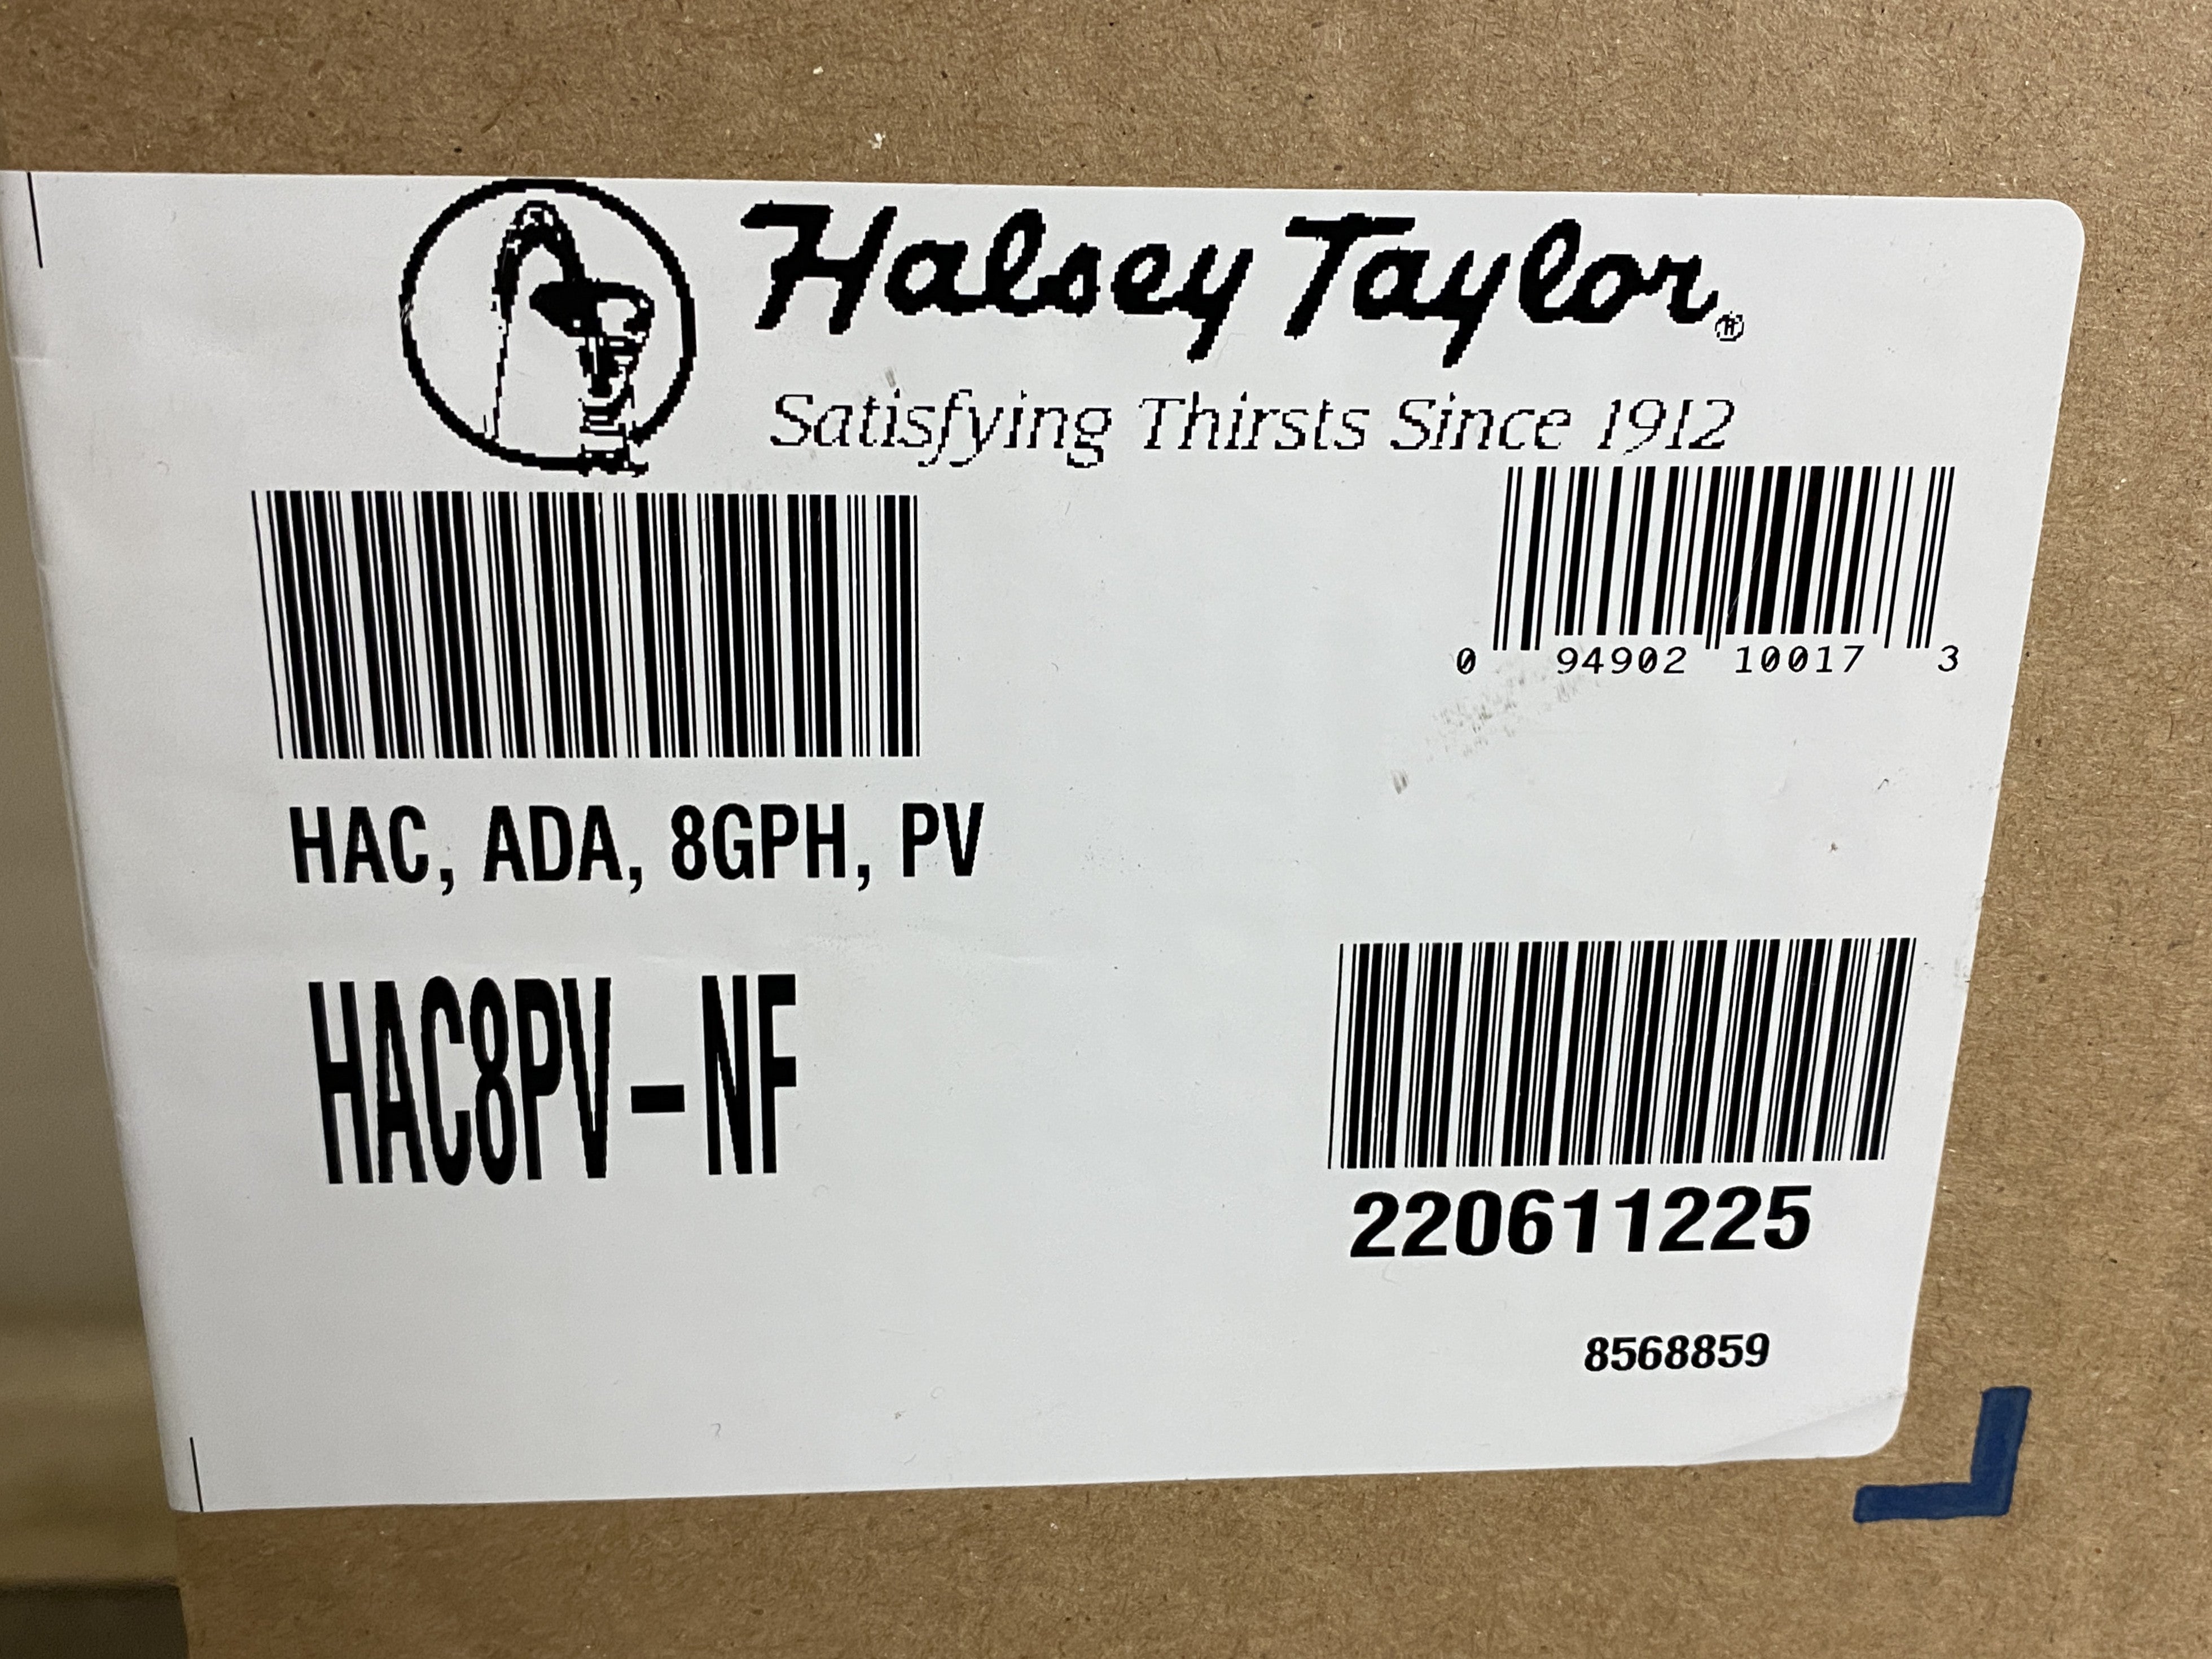 Halsey Taylor®
Satisfying Thirsts Since 1912
0 94902 10017 3
HAC, ADA, 8GPH, PV
HAC8PV-NF
220611225
8568859